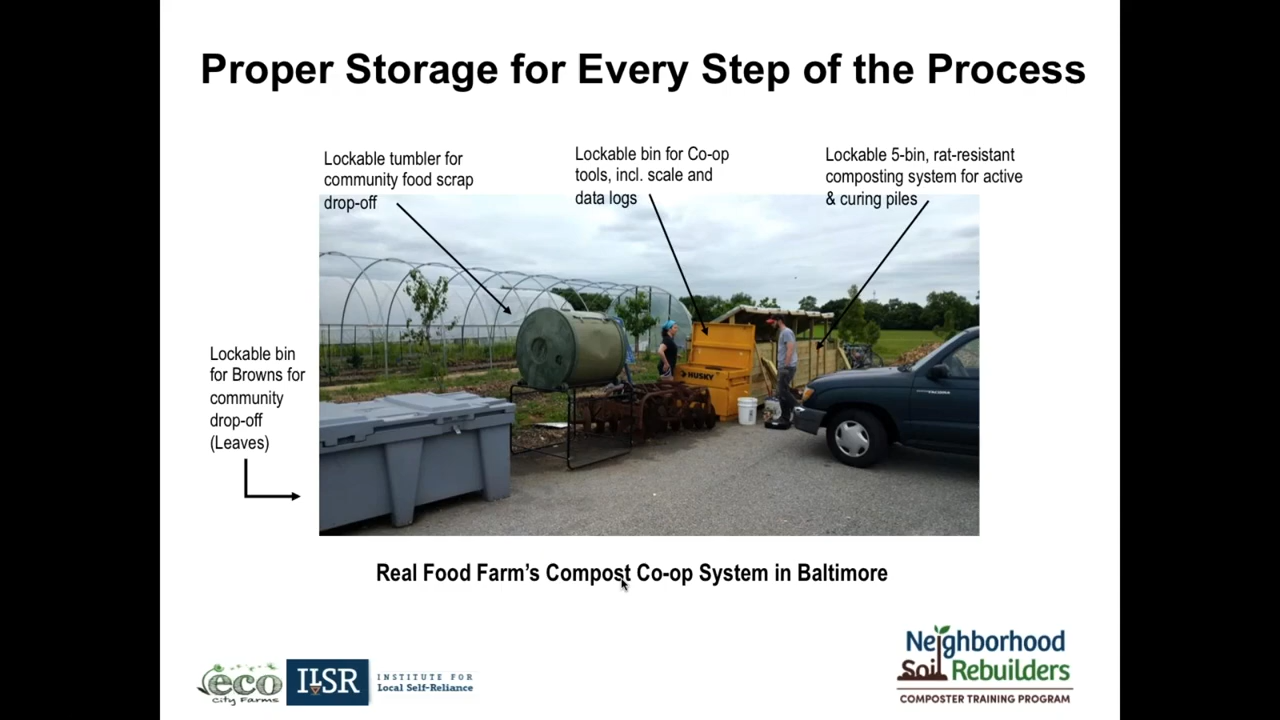 Proper Storage for Every Step of the Process
Lockable tumbler for
community food scrap
drop-off
Lockable bin for Co-op
tools, incl. scale and
data logs
Lockable 5-bin, rat-resistant
composting system for active
& curing piles
Lockable bin
for Browns for
community
drop-off
(Leaves)
HUSKY
Real Food Farm’s Compost Co-op System in Baltimore
eco
City Farms
ILSR
INSTITUTE FOR
Local Self-Reliance
Neighborhood
Soil Rebuilders
COMPOSTER TRAINING PROGRAM